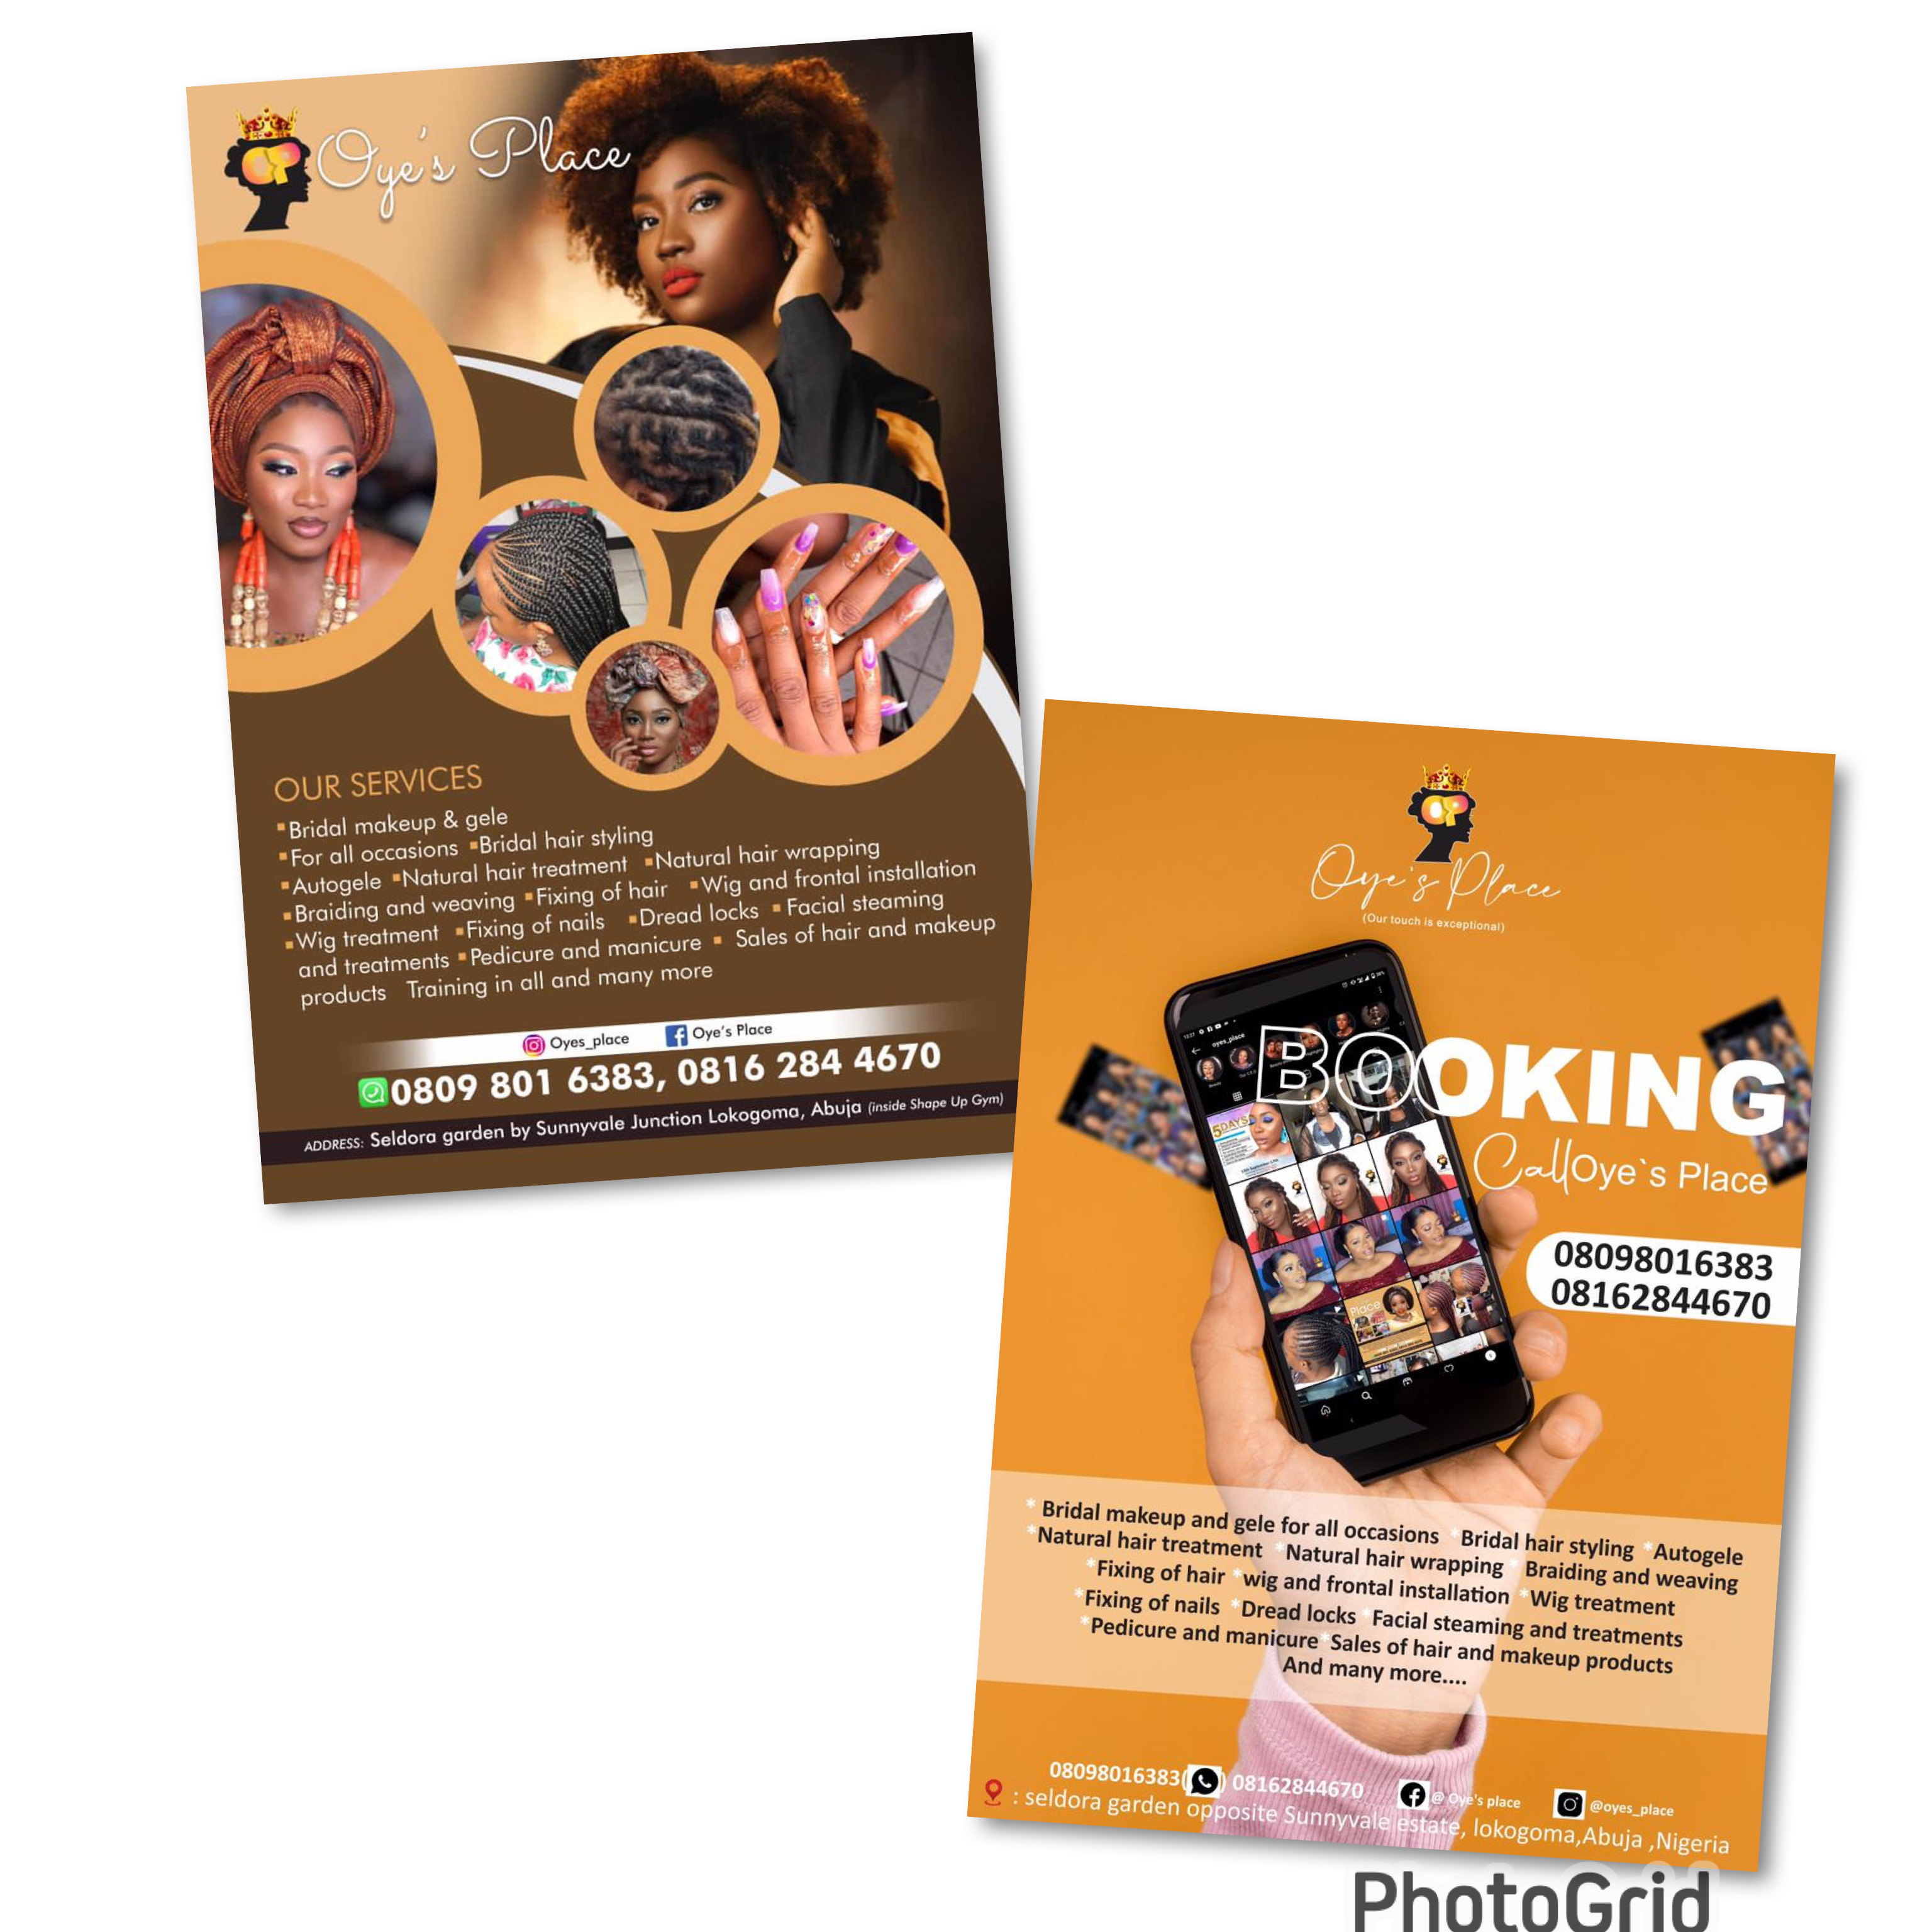 OP
Oye's Place
OUR SERVICES
▪Bridal makeup & gele
▪For all occasions ▪Bridal hair styling
▪Autogele ▪Natural hair treatment ▪Natural hair wrapping
▪Braiding and weaving ▪Fixing of hair ▪Wig and frontal installation
▪Wig treatment ▪Fixing of nails ▪Dread locks ▪Facial steaming
and treatments ▪Pedicure and manicure ▪ Sales of hair and makeup
products Training in all and many more
Oyes_place Oye's Place
0809 801 6383, 0816 284 4670
ADDRESS: Seldora garden by Sunnyvale Junction Lokogoma, Abuja (inside Shape Up Gym)
OP
Oye's Place
(Our touch is exceptional)
oyes_place
BOOKING
Call Oye`s Place
5DAYS
Place
08098016383
08162844670
* Bridal makeup and gele for all occasions *Bridal hair styling *Autogele
*Natural hair treatment *Natural hair wrapping *Braiding and weaving
*Fixing of hair *wig and frontal installation *Wig treatment
*Fixing of nails *Dread locks *Facial steaming and treatments
*Pedicure and manicure *Sales of hair and makeup products
And many more....
08098016383( ) 08162844670 @ Oye's place @oyes_place
: seldora garden opposite Sunnyvale estate, lokogoma,Abuja ,Nigeria
PhotoGrid